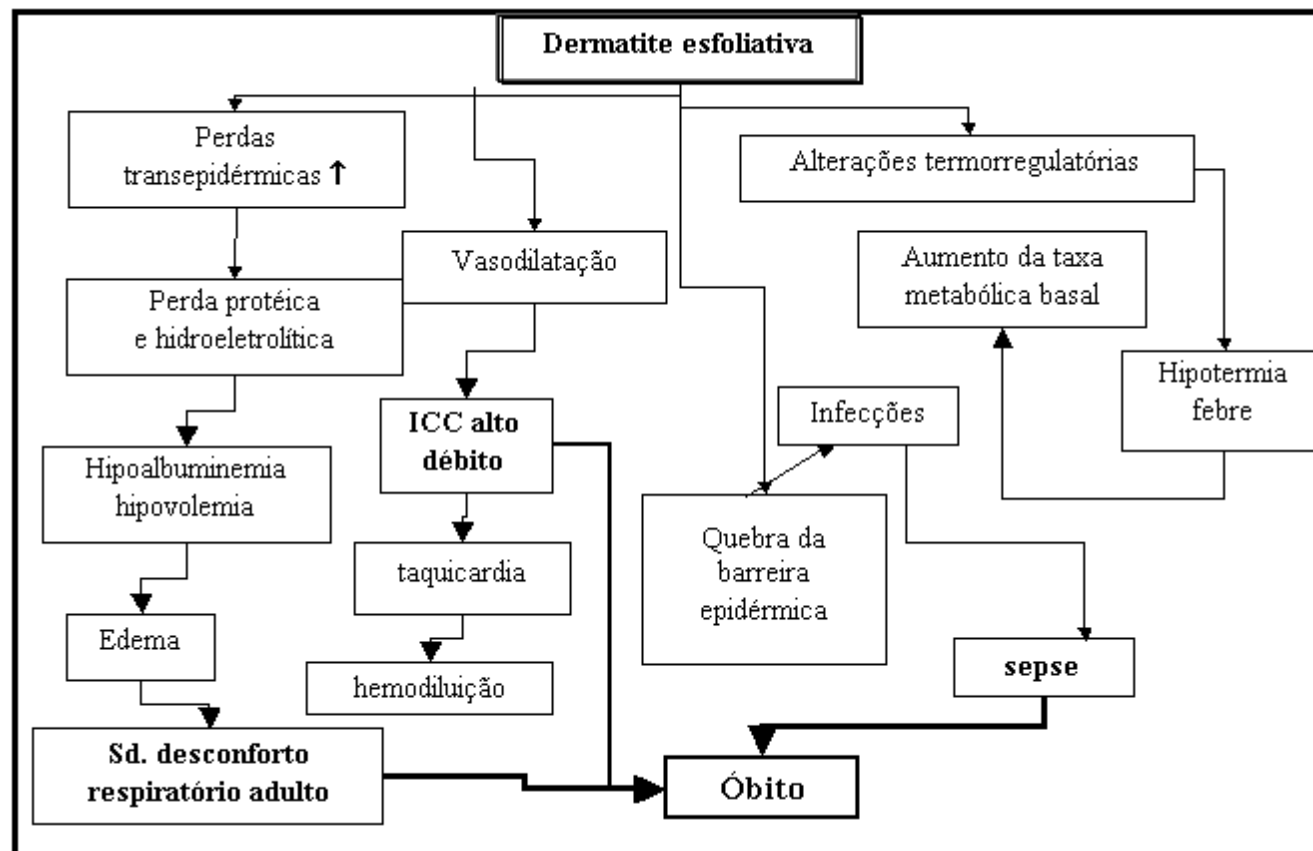 Dermatite esfoliativa
Perdas
transepidérmicas ↑
Alterações termorregulatórias
Vasodilatação
Aumento da taxa
metabólica basal
Perda protéica
e hidroeletrolítica
Hipotermia
febre
ICC alto
débito
Infecções
Hipoalbuminemia
hipovolemia
Quebra da
barreira
epidérmica
taquicardia
Edema
sepse
hemodiluição
Sd. desconforto
respiratório adulto
Óbito